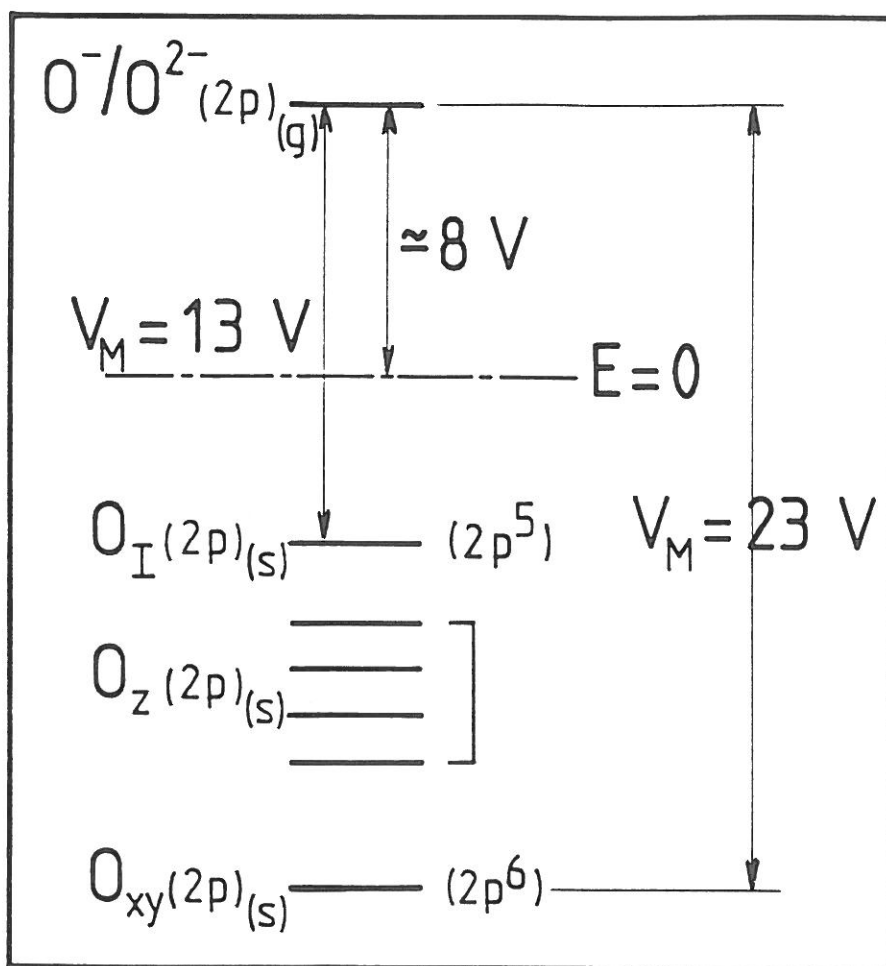 O⁻/O²⁻(2p)(g)
≃8 V
V_M = 13 V
E = 0
O_I(2p)(s) (2p⁵)
V_M = 23 V
O_z(2p)(s)
O_xy(2p)(s) (2p⁶)